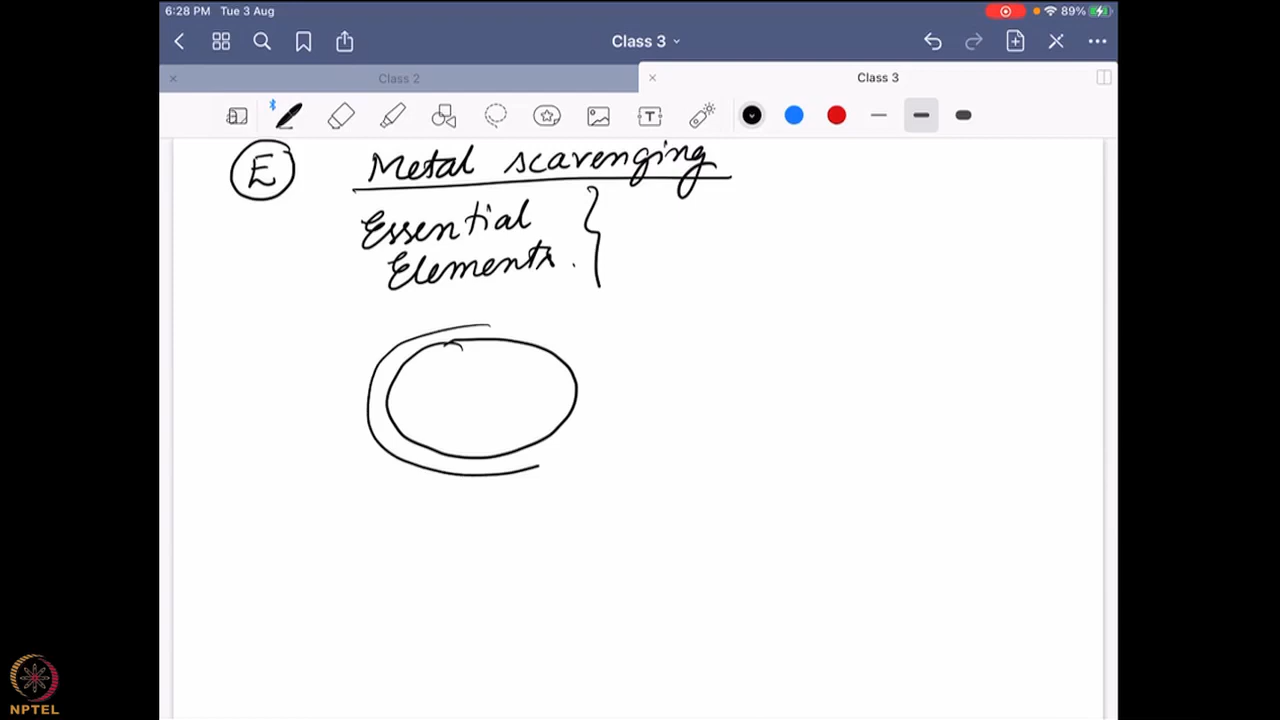 6:28 PM Tue 3 Aug
89%
Class 3
Class 2
Class 3
T
E
Metal scavenging
Essential
Elements.
NPTEL